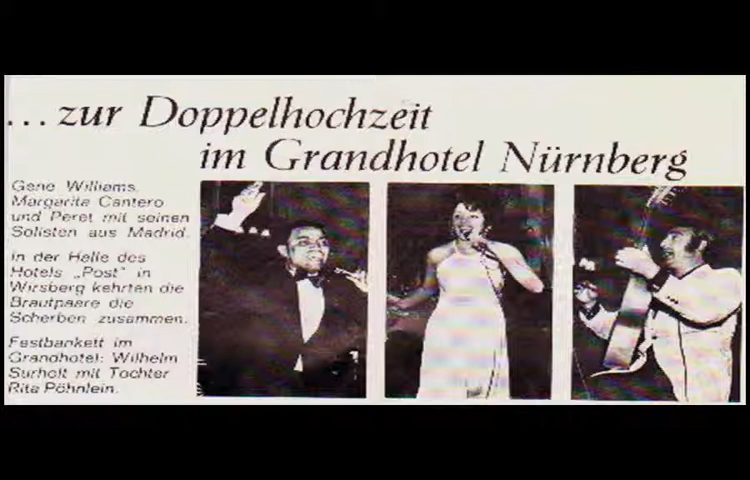 ...zur Doppelhochzeit
im Grandhotel Nürnberg
Gene Williams,
Margarita Cantero
und Peret mit seinen
Solisten aus Madrid.
In der Halle des
Hotels „Post" in
Wirsberg kehrten die
Brautpaare die
Scherben zusammen.
Festbankett im
Grandhotel: Wilhelm
Surholt mit Tochter
Rita Pöhnlein.